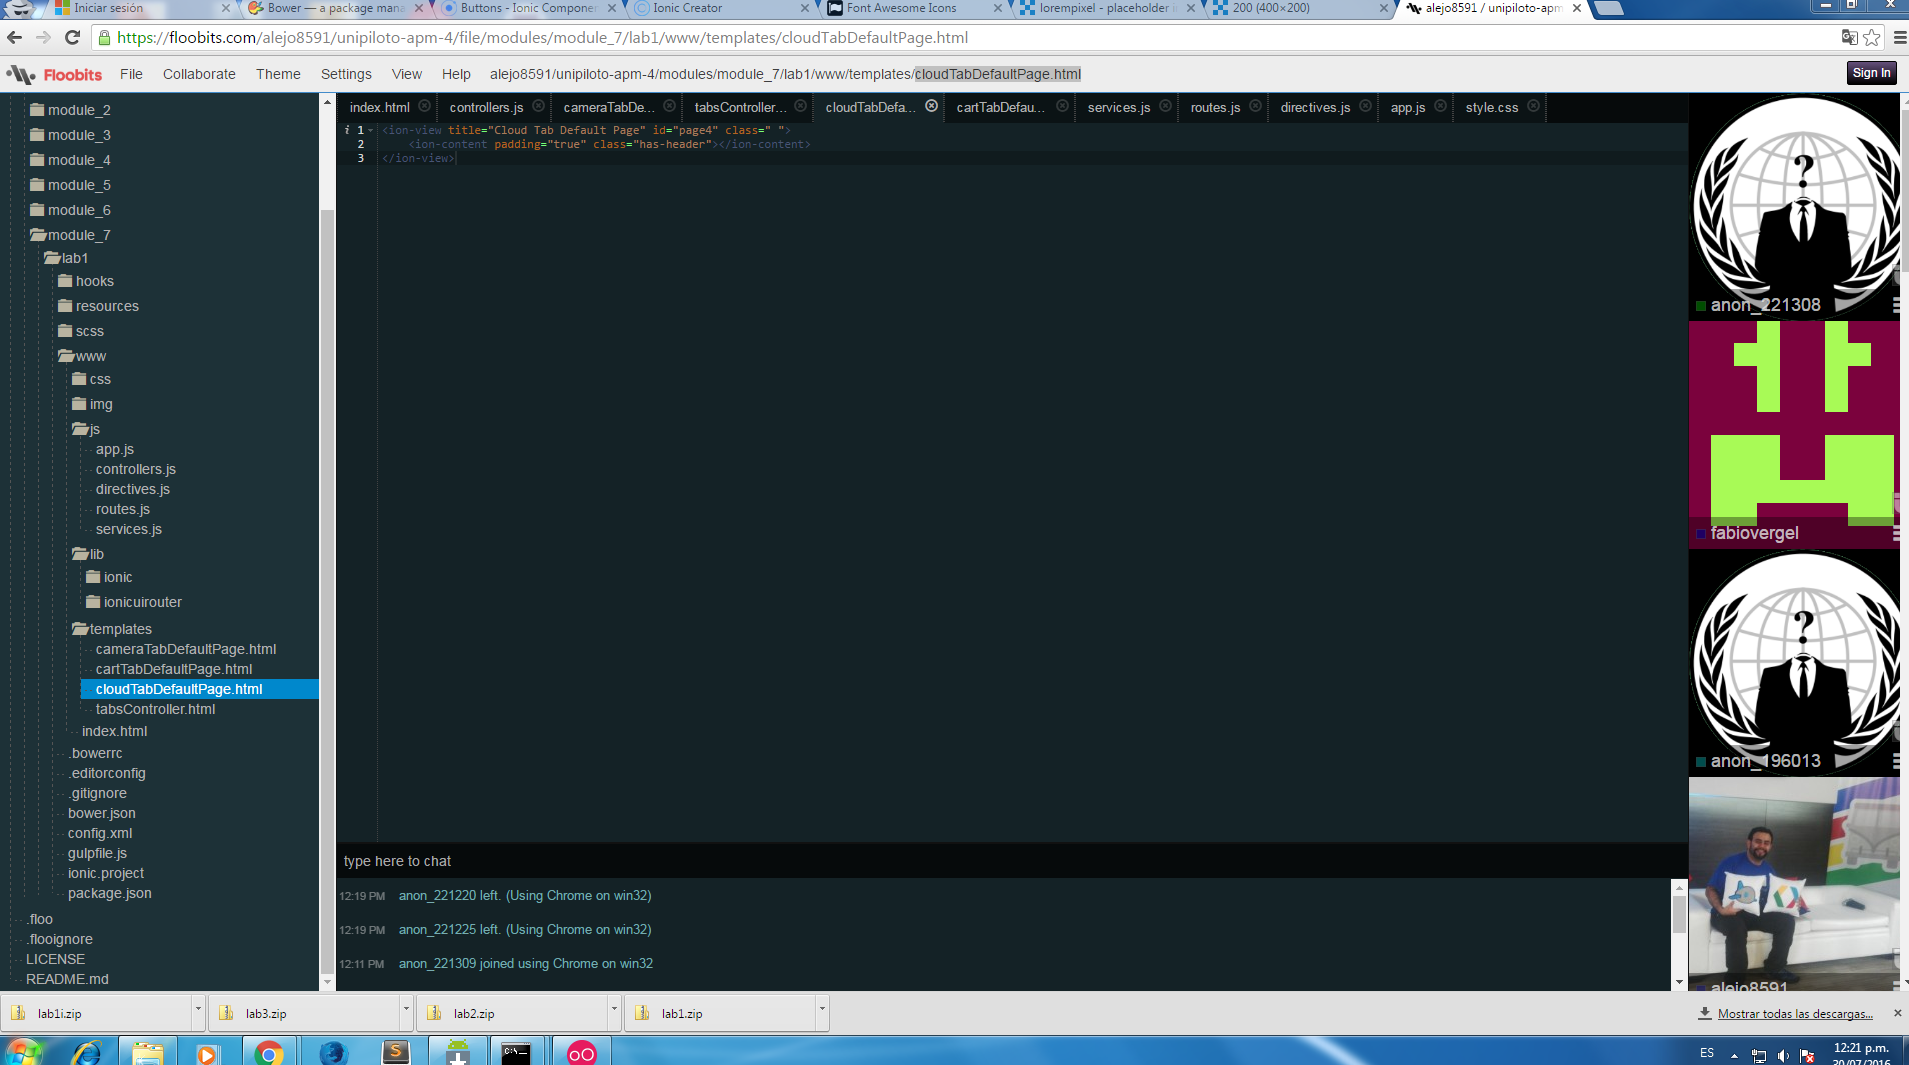 Iniciar sesión
Bower — a package mana
Buttons - Ionic Componen
Ionic Creator
Font Awesome Icons
lorempixel - placeholder i
200 (400×200)
alejo8591 / unipiloto-apm
https://floobits.com/alejo8591/unipiloto-apm-4/file/modules/module_7/lab1/www/templates/cloudTabDefaultPage.html
Floobits File Collaborate Theme Settings View Help alejo8591/unipiloto-apm-4/modules/module_7/lab1/www/templates/cloudTabDefaultPage.html Sign In
module_2
module_3
module_4
module_5
module_6
module_7
lab1
hooks
resources
scss
www
css
img
js
app.js
controllers.js
directives.js
routes.js
services.js
lib
ionic
ionicuirouter
templates
cameraTabDefaultPage.html
cartTabDefaultPage.html
cloudTabDefaultPage.html
tabsController.html
index.html
.bowerrc
.editorconfig
.gitignore
bower.json
config.xml
gulpfile.js
ionic.project
package.json
.floo
.flooignore
LICENSE
README.md
index.html controllers.js cameraTabDe... tabsController... cloudTabDefa... cartTabDefau... services.js routes.js directives.js app.js style.css
i 1 <ion-view title="Cloud Tab Default Page" id="page4" class=" ">
2 <ion-content padding="true" class="has-header"></ion-content>
3 </ion-view>
type here to chat
12:19 PM anon_221220 left. (Using Chrome on win32)
12:19 PM anon_221225 left. (Using Chrome on win32)
12:11 PM anon_221309 joined using Chrome on win32
?
anon_221308
fabiovergel
?
anon_196013
alejo8591
lab1i.zip
lab3.zip
lab2.zip
lab1.zip
Mostrar todas las descargas...
ES
12:21 p.m.
30/07/2016